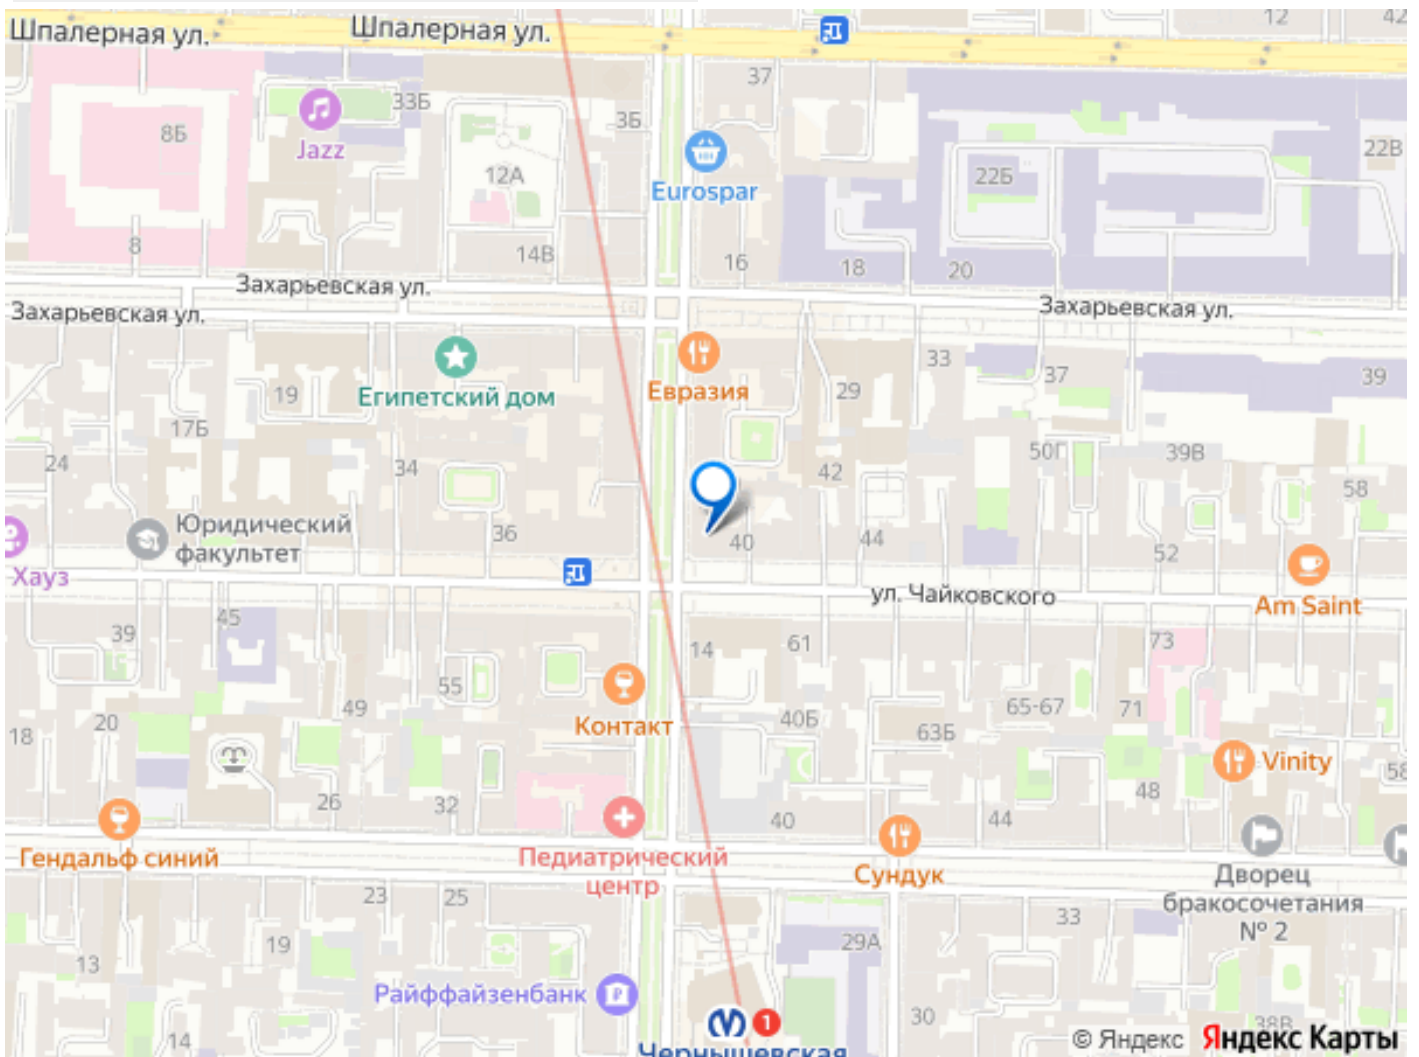 Шпалерная ул.
Шпалерная ул.
12
42
37
33Б
3Б
8Б
Jazz
12А
Eurospar
22Б
22В
8
14В
16
18
20
Захарьевская ул.
Захарьевская ул.
Захарьевская ул.
Египетский дом
Евразия
19
33
29
37
39
17Б
24
34
42
50Г
39В
58
Юридический
факультет
36
40
44
52
Хауз
ул. Чайковского
Am Saint
45
39
14
61
73
55
49
Контакт
40Б
65-67
71
63Б
18
20
Vinity
58
26
32
48
40
44
Гендальф синий
Педиатрический
центр
Сундук
Дворец
бракосочетания
№ 2
23
25
33
19
29А
13
Райффайзенбанк
14
30
38В
1
Чернышевская
© Яндекс Яндекс Карты